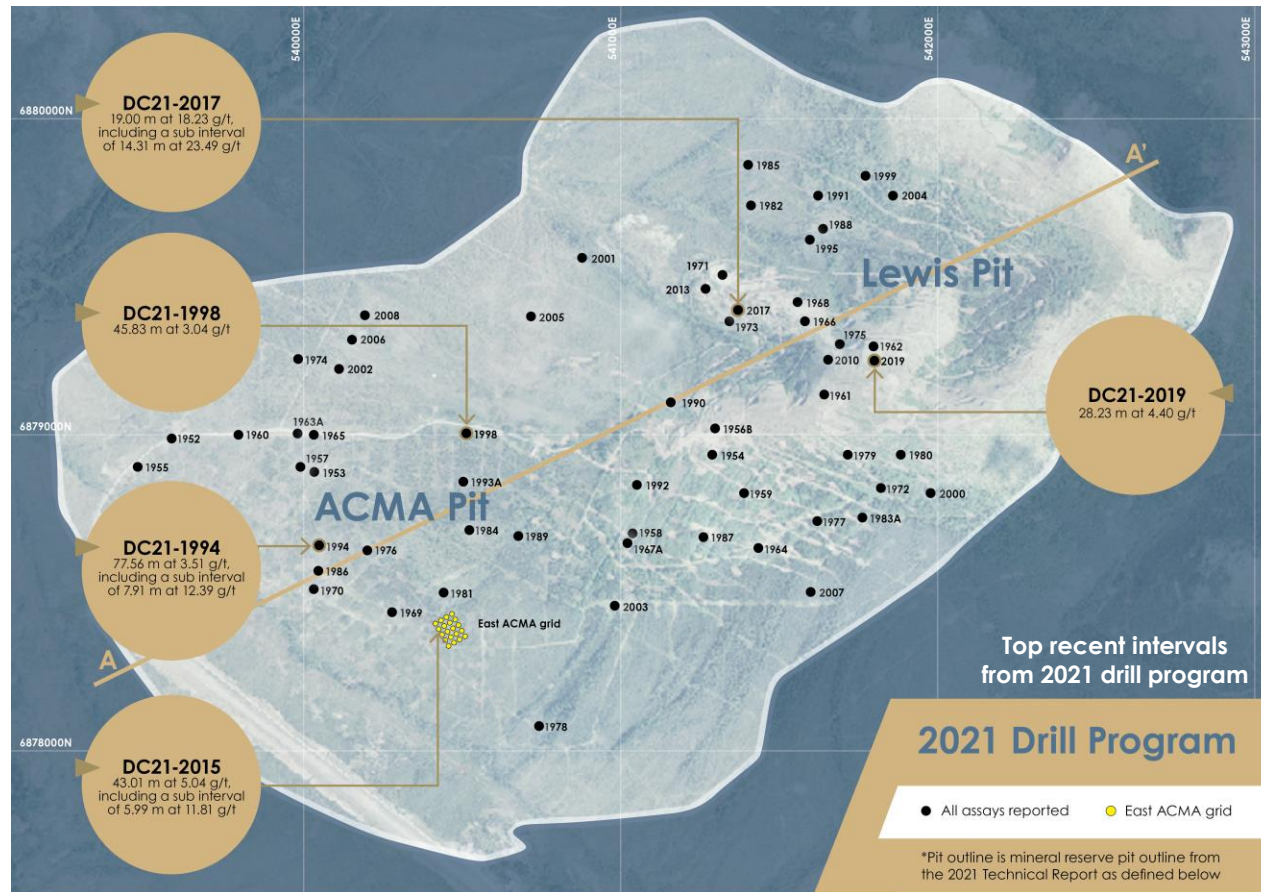 540000E
541000E
542000E
543000E
6880000N
6879000N
6878000N
DC21-2017
19.00 m at 18.23 g/t,
including a sub interval
of 14.31 m at 23.49 g/t
DC21-1998
45.83 m at 3.04 g/t
DC21-1994
77.56 m at 3.51 g/t,
including a sub interval
of 7.91 m at 12.39 g/t
DC21-2015
43.01 m at 5.04 g/t,
including a sub interval
of 5.99 m at 11.81 g/t
DC21-2019
28.23 m at 4.40 g/t
A'
1985
1999
1991
2004
1982
1988
1995
2001
1971
Lewis Pit
2013
1968
2017
2008
2005
1973
1966
2006
1975
1962
1974
2010
2019
2002
1961
1990
1963A
1956B
1952
1960
1965
1998
1954
1979
1980
1955
1957
1953
1993A
1992
1972
1959
2000
ACMA Pit
1983A
1977
1984
1989
1958
1987
1994
1976
1967A
1964
1986
1970
1981
2007
1969
2003
East ACMA grid
A
1978
Top recent intervals
from 2021 drill program
2021 Drill Program
All assays reported
East ACMA grid
*Pit outline is mineral reserve pit outline from
the 2021 Technical Report as defined below